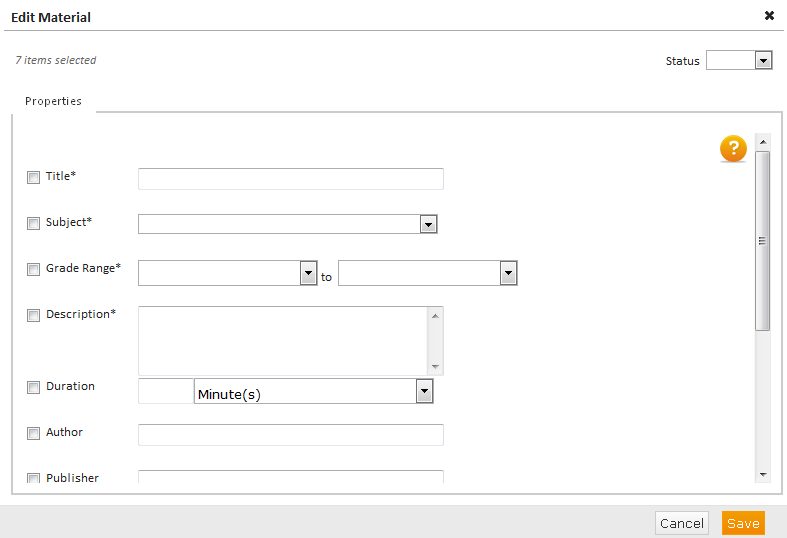 Edit Material
7 items selected
Status
Properties
?
Title*
Subject*
Grade Range* to
Description*
Duration Minute(s)
Author
Publisher
Cancel Save